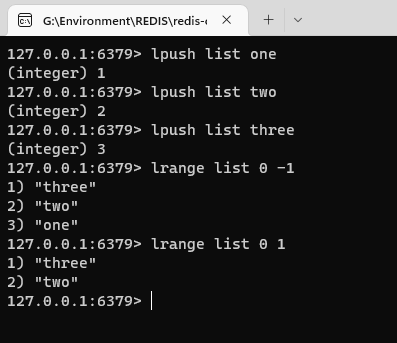 G:\Environment\REDIS\redis-c
127.0.0.1:6379> lpush list one
(integer) 1
127.0.0.1:6379> lpush list two
(integer) 2
127.0.0.1:6379> lpush list three
(integer) 3
127.0.0.1:6379> lrange list 0 -1
1) "three"
2) "two"
3) "one"
127.0.0.1:6379> lrange list 0 1
1) "three"
2) "two"
127.0.0.1:6379>